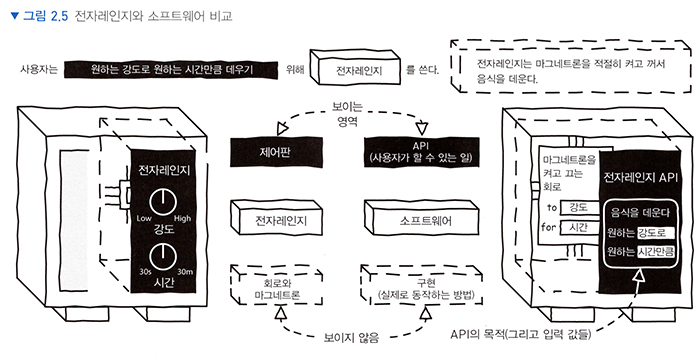 ▼ 그림 2.5 전자레인지와 소프트웨어 비교
사용자는 원하는 강도로 원하는 시간만큼 데우기 위해 전자레인지 를 쓴다.
전자레인지는 마그네트론을 적절히 켜고 꺼서
음식을 데운다.
보이는
영역
제어판
API
(사용자가 할 수 있는 일)
전자레인지
소프트웨어
회로와
마그네트론
구현
(실제로 동작하는 방법)
보이지 않음
전자레인지
Low High
강도
30s 30m
시간
마그네트론을
켜고 끄는
회로
to 강도
for 시간
전자레인지 API
음식을 데운다
원하는 강도로
원하는 시간만큼
API의 목적(그리고 입력 값들)